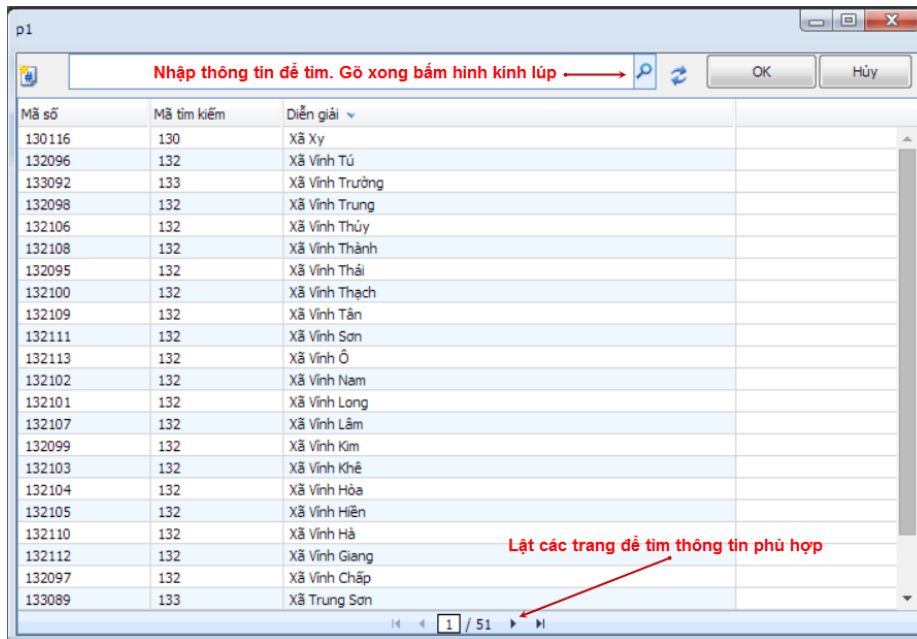 p1
Nhập thông tin để tìm. Gõ xong bấm hình kính lúp
OK Hủy
Mã số Mã tìm kiếm Diễn giải
130116 130 Xã Xy
132096 132 Xã Vĩnh Tú
133092 133 Xã Vĩnh Trường
132098 132 Xã Vĩnh Trung
132106 132 Xã Vĩnh Thủy
132108 132 Xã Vĩnh Thành
132095 132 Xã Vĩnh Thái
132100 132 Xã Vĩnh Thạch
132109 132 Xã Vĩnh Tân
132111 132 Xã Vĩnh Sơn
132113 132 Xã Vĩnh Ô
132102 132 Xã Vĩnh Nam
132101 132 Xã Vĩnh Long
132107 132 Xã Vĩnh Lâm
132099 132 Xã Vĩnh Kim
132103 132 Xã Vĩnh Khê
132104 132 Xã Vĩnh Hòa
132105 132 Xã Vĩnh Hiền
132110 132 Xã Vĩnh Hà
132112 132 Xã Vĩnh Giang
Lật các trang để tìm thông tin phù hợp
132097 132 Xã Vĩnh Chấp
133089 133 Xã Trung Sơn
1 / 51